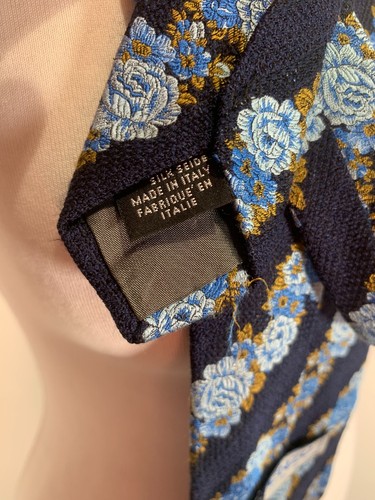 SILK SEIDE
MADE IN ITALY
FABRIQUE' EN
ITALIE